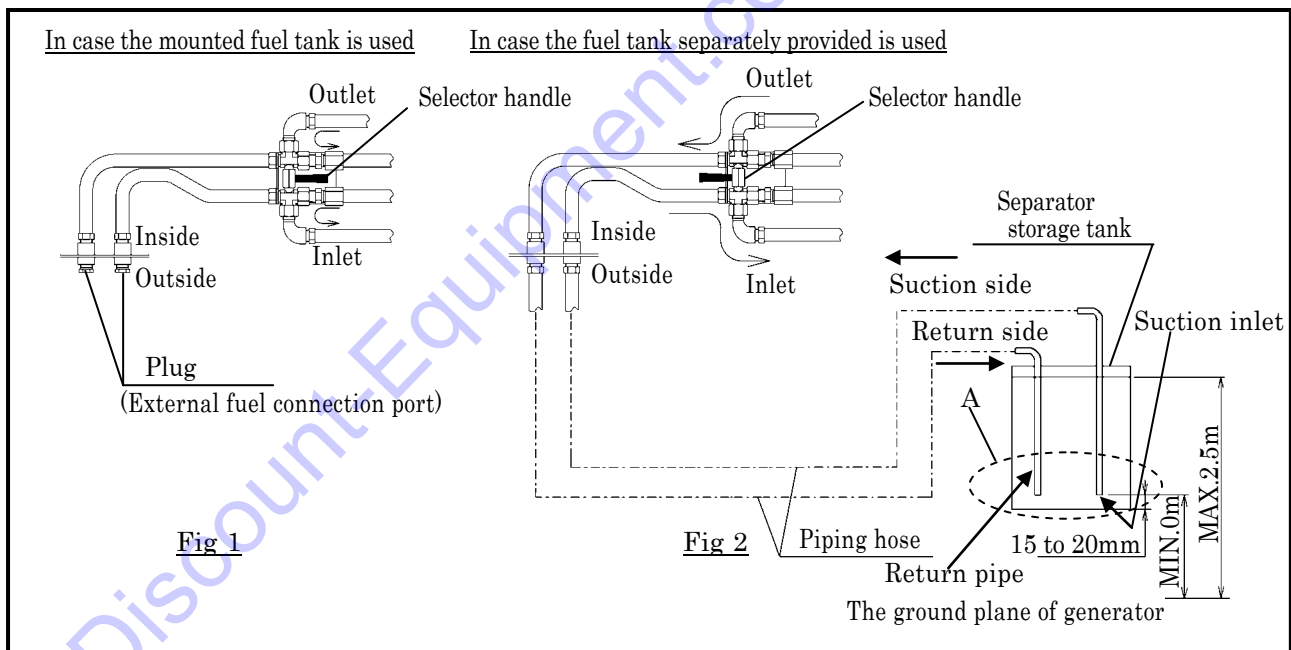 In case the mounted fuel tank is used
Outlet
Selector handle
Inside
Outside
Inlet
Plug
(External fuel connection port)
Fig 1
In case the fuel tank separately provided is used
Outlet
Selector handle
Inside
Outside
Inlet
Separator
storage tank
Suction side
Return side
Suction inlet
A
MAX.2.5m
MIN.0m
15 to 20mm
Fig 2
Piping hose
Return pipe
The ground plane of generator
Discount-Equipment.com